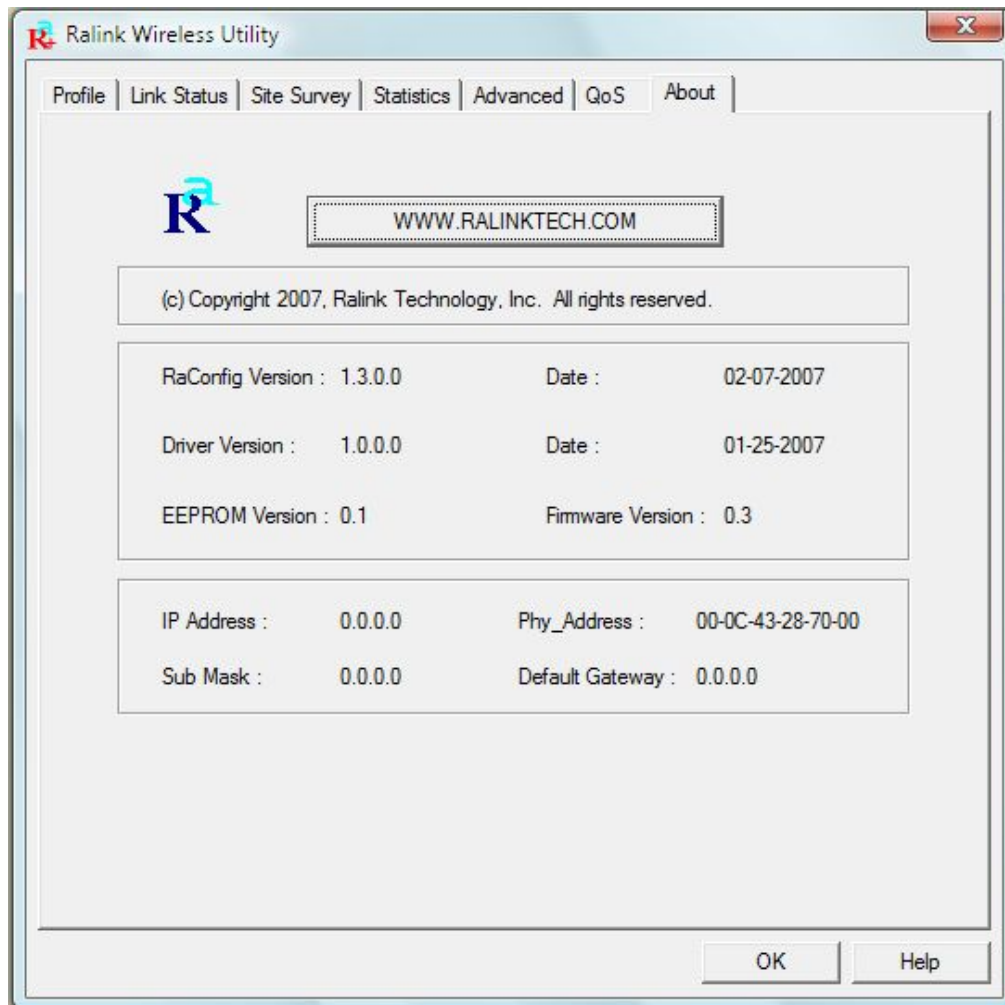 Ralink Wireless Utility
Profile Link Status Site Survey Statistics Advanced QoS About
Ra
WWW.RALINKTECH.COM
(c) Copyright 2007, Ralink Technology, Inc. All rights reserved.
RaConfig Version : 1.3.0.0 Date : 02-07-2007
Driver Version : 1.0.0.0 Date : 01-25-2007
EEPROM Version : 0.1 Firmware Version : 0.3
IP Address : 0.0.0.0 Phy_Address : 00-0C-43-28-70-00
Sub Mask : 0.0.0.0 Default Gateway : 0.0.0.0
OK Help